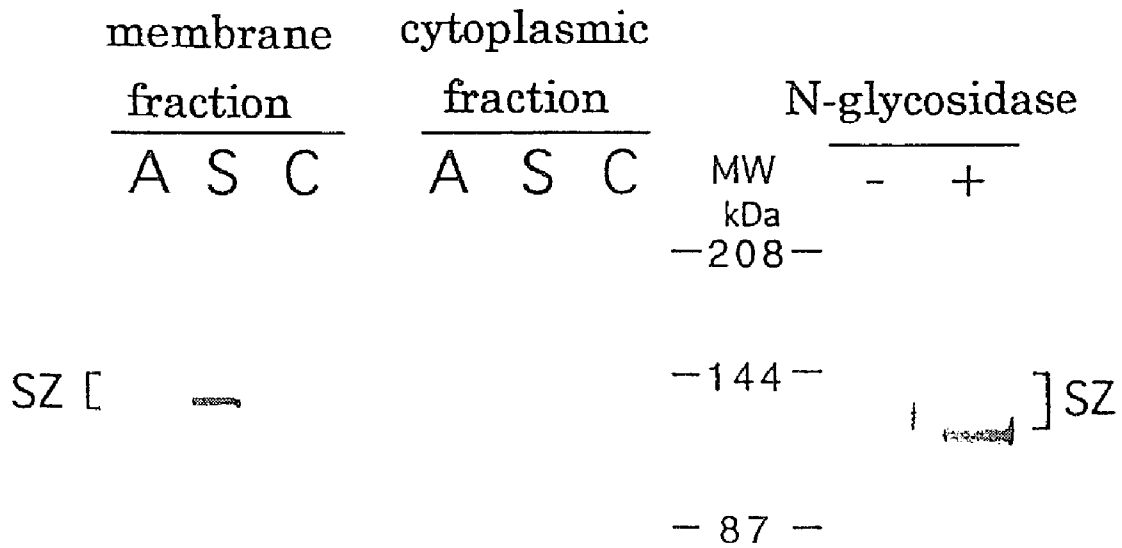 membrane fraction
A S C
cytoplasmic fraction
A S C
N-glycosidase
- +
MW
kDa
—208—
—144—
— 87 —
SZ [
] SZ